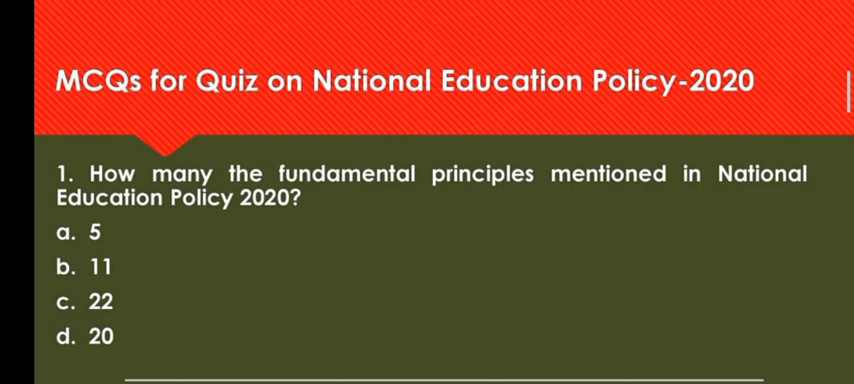 MCQs for Quiz on National Education Policy-2020
1. How many the fundamental principles mentioned in National
Education Policy 2020?
a. 5
b. 11
c. 22
d. 20